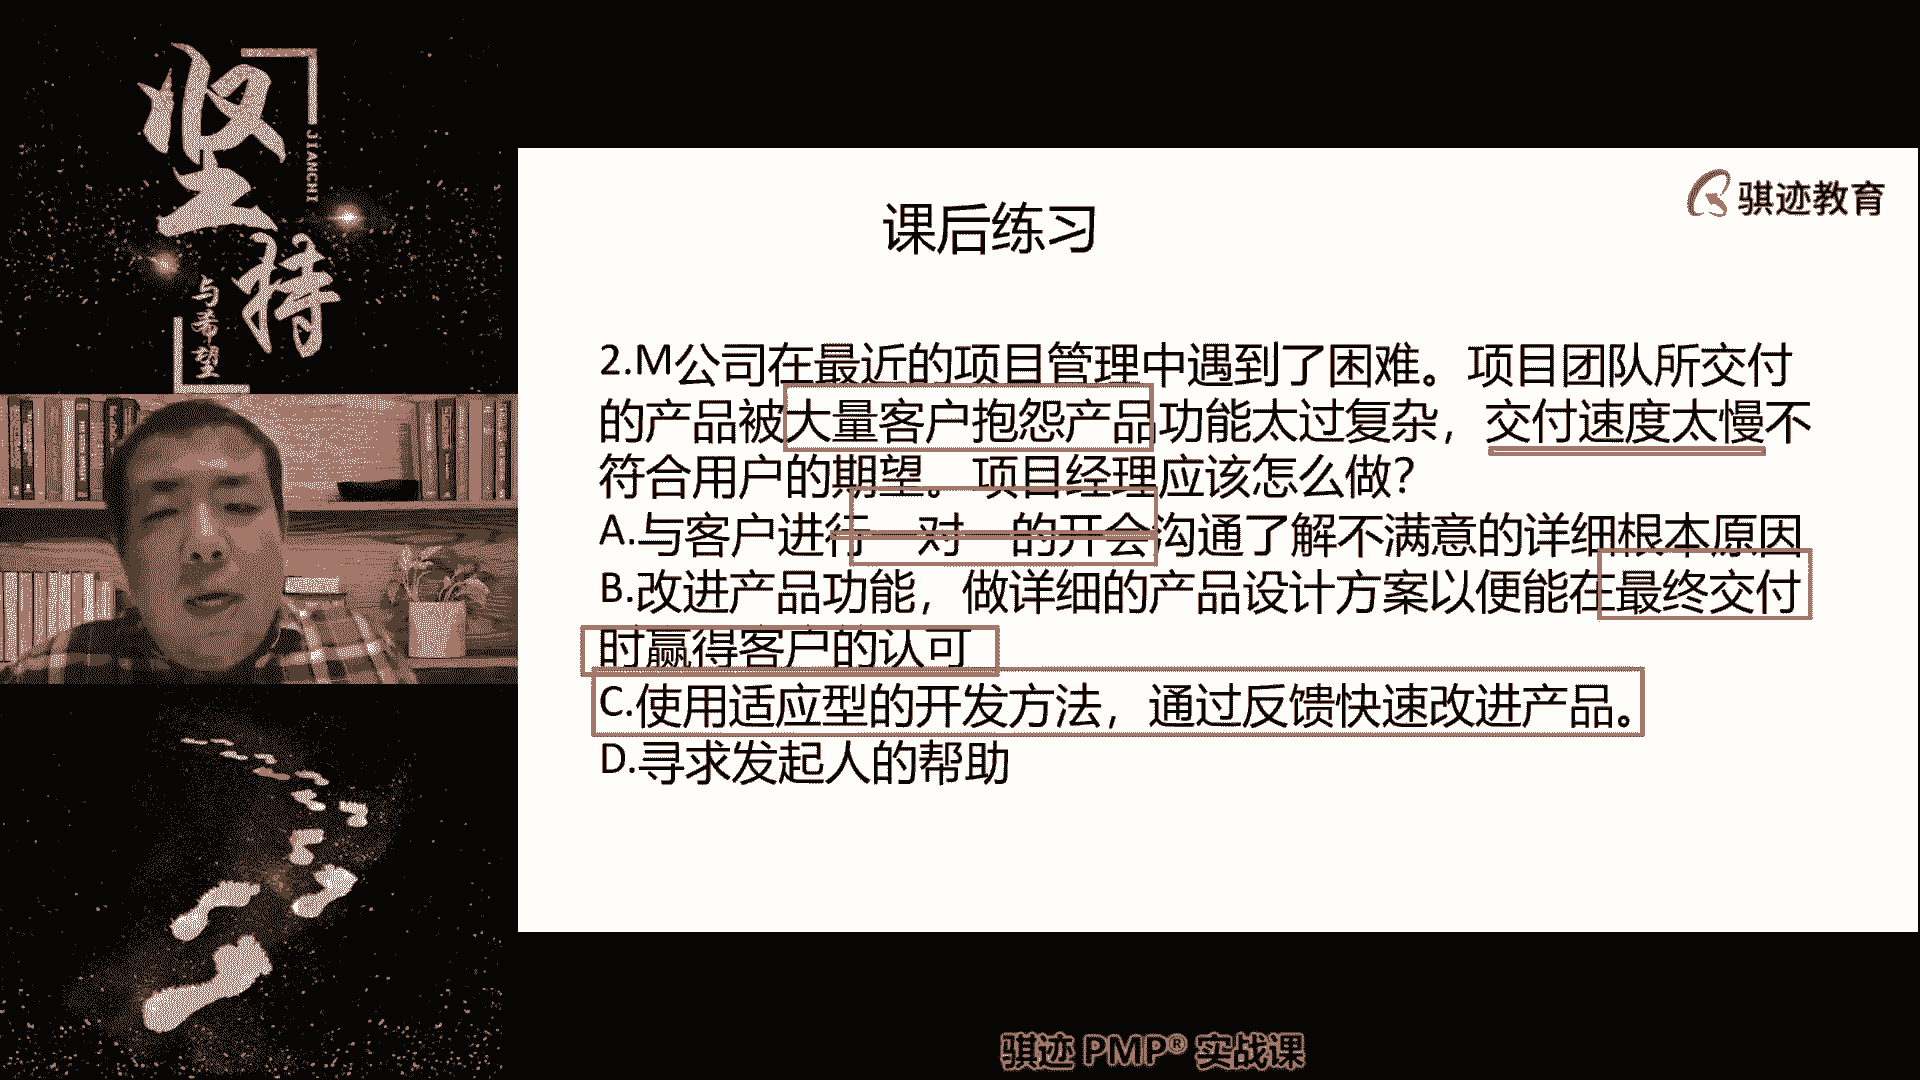 坚持
JIANCHI
与希望
骐迹教育
课后练习
2.M公司在最近的项目管理中遇到了困难。项目团队所交付
的产品被大量客户抱怨产品功能太过复杂，交付速度太慢不
符合用户的期望。项目经理应该怎么做？
A.与客户进行一对一的开会沟通了解不满意的详细根本原因
B.改进产品功能，做详细的产品设计方案以便能在最终交付
时赢得客户的认可
C.使用适应型的开发方法，通过反馈快速改进产品。
D.寻求发起人的帮助
骐迹 PMP® 实战课